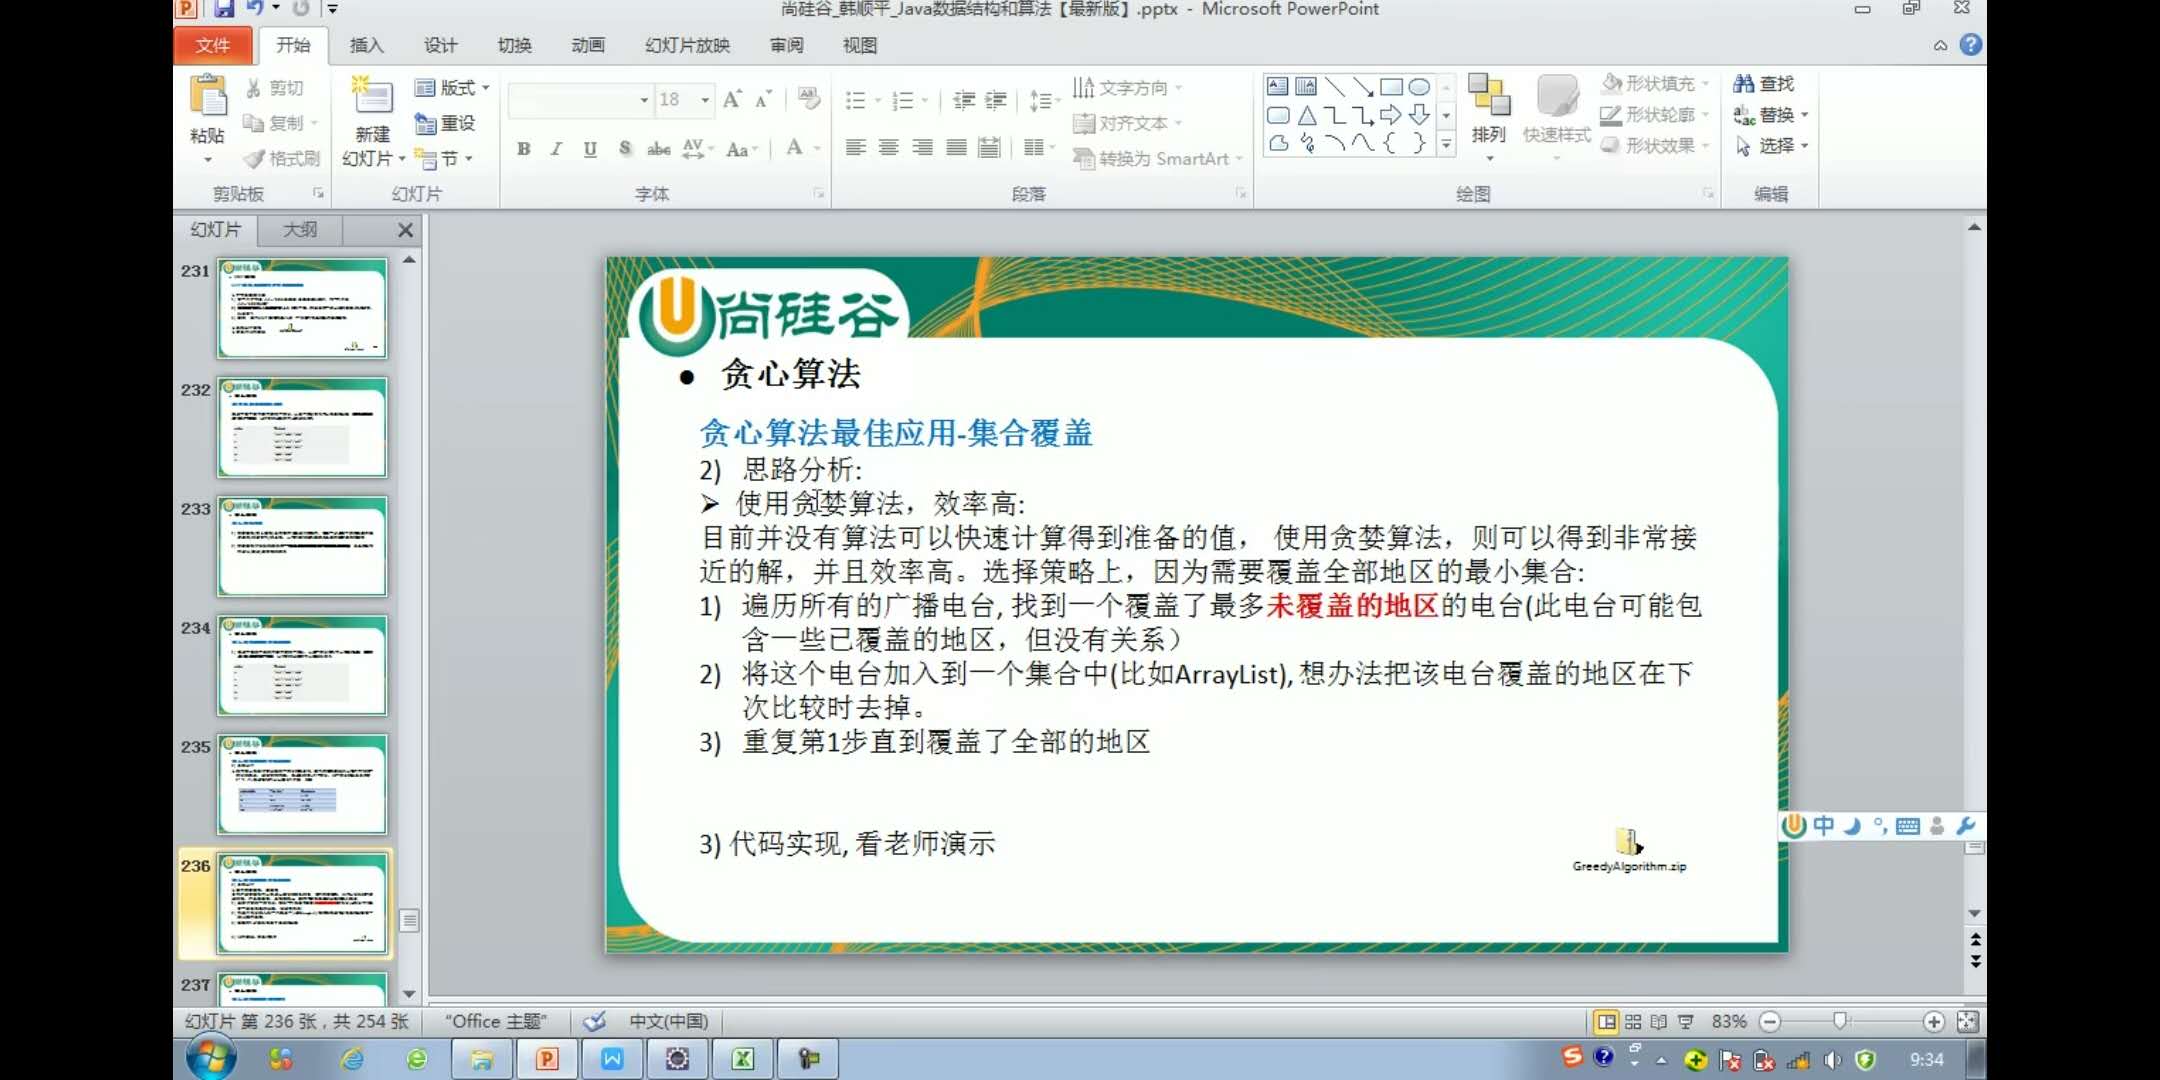 尚硅谷_韩顺平_Java数据结构和算法【最新版】.pptx - Microsoft PowerPoint
文件 开始 插入 设计 切换 动画 幻灯片放映 审阅 视图
粘贴 剪切 复制 格式刷
新建幻灯片 版式 重设 节
18
文字方向 对齐文本 转换为 SmartArt
排列 快速样式 形状填充 形状轮廓 形状效果
查找 替换 选择
剪贴板 幻灯片 字体 段落 绘图 编辑
幻灯片 大纲
231
232
233
234
235
236
237
尚硅谷
• 贪心算法
贪心算法最佳应用-集合覆盖
2) 思路分析:
➢ 使用贪婪算法，效率高:
目前并没有算法可以快速计算得到准备的值， 使用贪婪算法，则可以得到非常接
近的解，并且效率高。选择策略上，因为需要覆盖全部地区的最小集合:
1) 遍历所有的广播电台, 找到一个覆盖了最多未覆盖的地区的电台(此电台可能包
含一些已覆盖的地区，但没有关系）
2) 将这个电台加入到一个集合中(比如ArrayList), 想办法把该电台覆盖的地区在下
次比较时去掉。
3) 重复第1步直到覆盖了全部的地区
3) 代码实现, 看老师演示
GreedyAlgorithm.zip
中
幻灯片 第 236 张，共 254 张 "Office 主题" 中文(中国) 83%
9:34